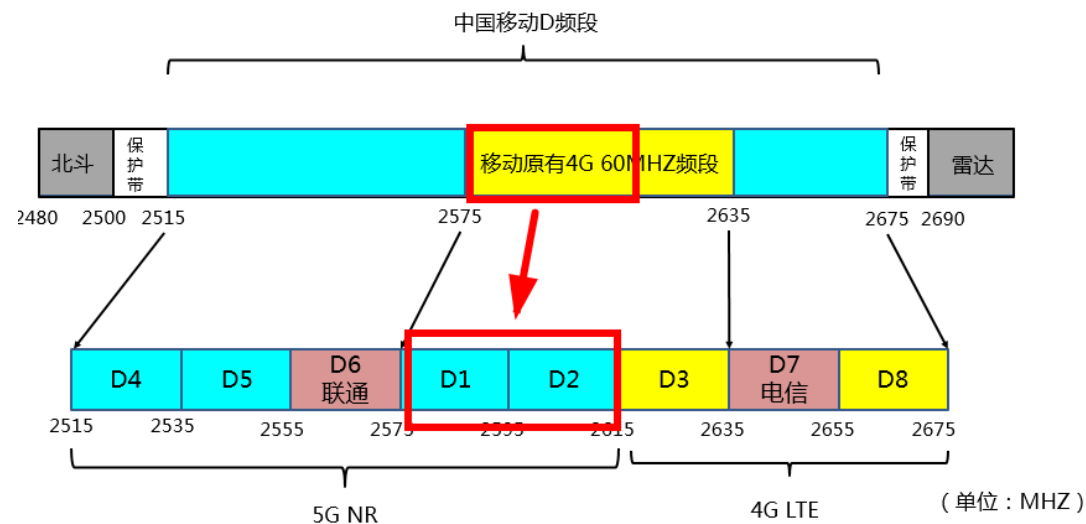 中国移动D频段
北斗
保护带
移动原有4G 60MHZ频段
保护带
雷达
2480 2500 2515 2575 2635 2675 2690
D4 D5 D6 D1 D2 D3 D7 D8
联通 电信
2515 2535 2555 2575 2595 2615 2635 2655 2675
5G NR
4G LTE
(单位：MHZ)